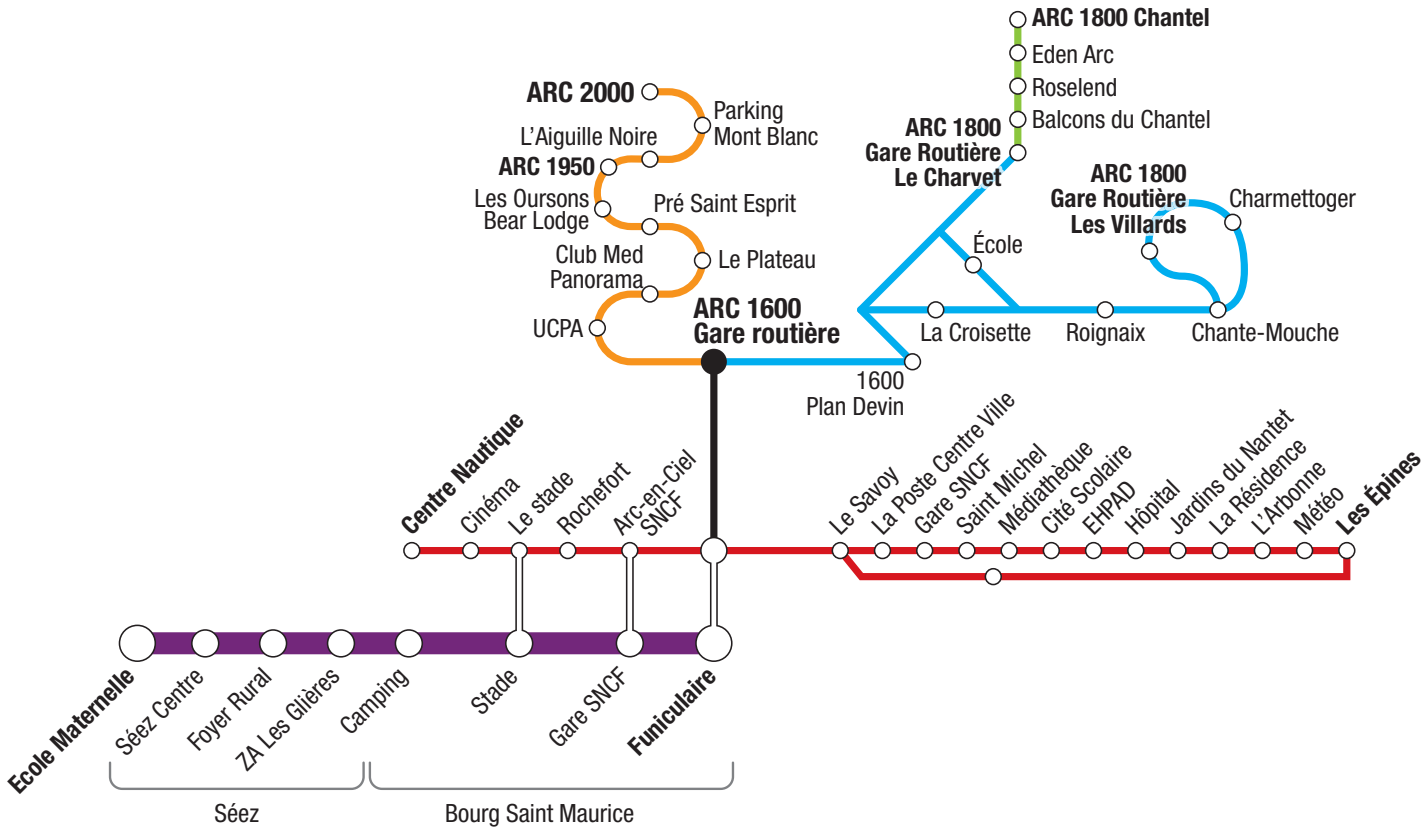 ARC 1800 Chantel
Eden Arc
Roselend
Balcons du Chantel
ARC 1800
Gare Routière
Le Charvet
ARC 2000
Parking
Mont Blanc
L'Aiguille Noire
ARC 1950
Les Oursons
Bear Lodge
Pré Saint Esprit
Club Med
Panorama
Le Plateau
UCPA
ARC 1600
Gare routière
ARC 1800
Gare Routière
Les Villards
Charmettoger
École
La Croisette
Roignaix
Chante-Mouche
1600
Plan Devin
Centre Nautique
Cinéma
Le stade
Rochefort
Arc-en-Ciel
SNCF
Le Savoy
La Poste Centre Ville
Gare SNCF
Saint Michel
Médiathèque
Cité Scolaire
EHPAD
Hôpital
Jardins du Nantet
La Résidence
L'Arbonne
Météo
Les Épines
Ecole Maternelle
Séez Centre
Foyer Rural
ZA Les Glières
Camping
Stade
Gare SNCF
Funiculaire
Séez
Bourg Saint Maurice